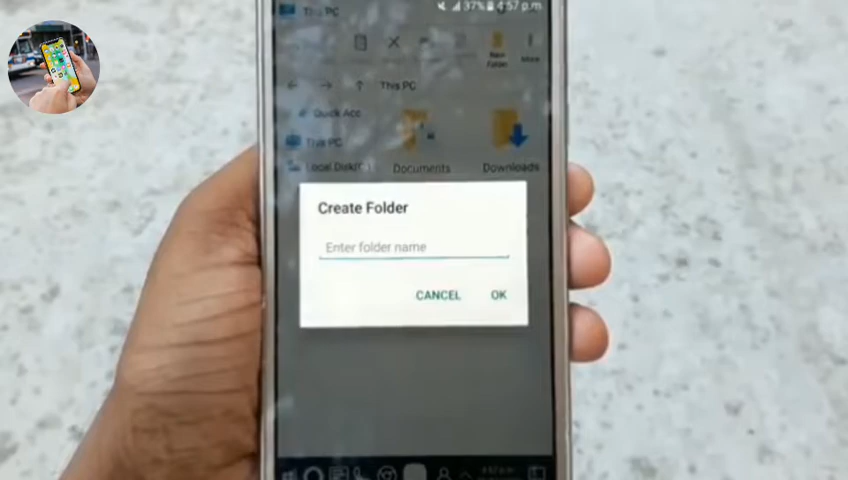 This PC
37% 4:57 p.m.
New
Folder
More
This PC
Quick Acc
This PC
Local Disk(C:)
Documents
Downloads
Create Folder
Enter folder name
CANCEL
OK